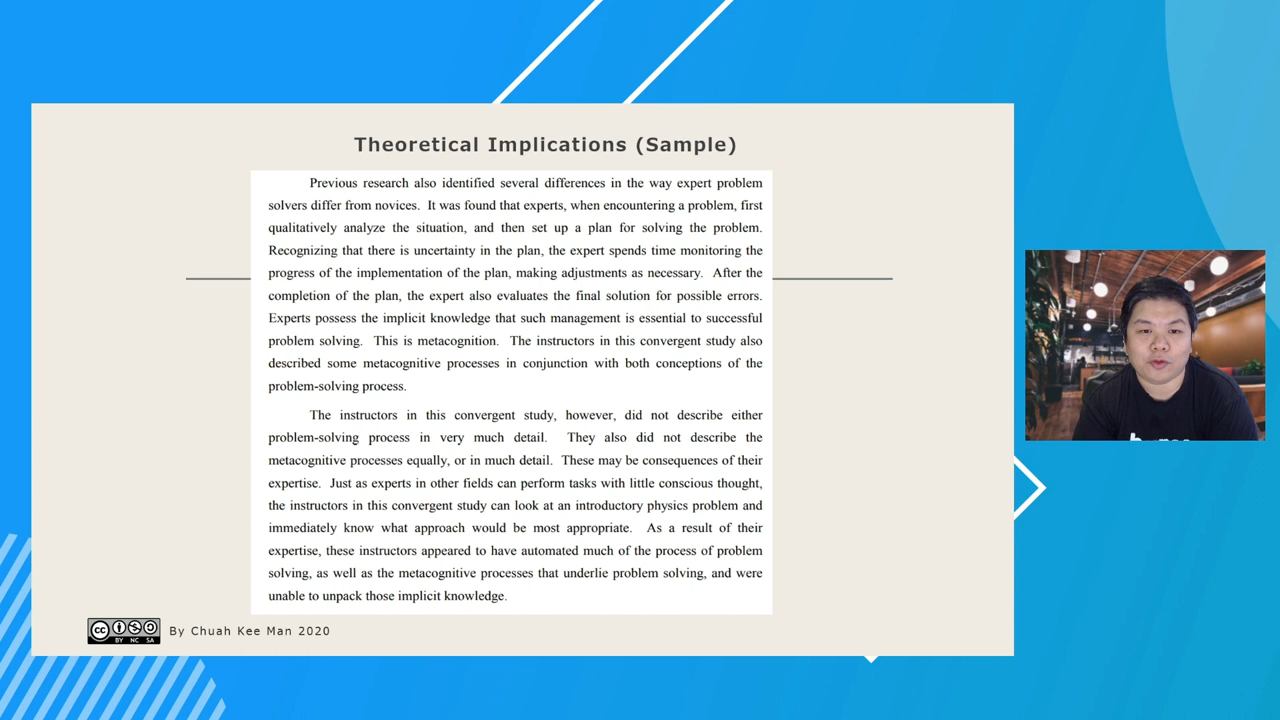 Theoretical Implications (Sample)
Previous research also identified several differences in the way expert problem
solvers differ from novices. It was found that experts, when encountering a problem, first
qualitatively analyze the situation, and then set up a plan for solving the problem.
Recognizing that there is uncertainty in the plan, the expert spends time monitoring the
progress of the implementation of the plan, making adjustments as necessary. After the
completion of the plan, the expert also evaluates the final solution for possible errors.
Experts possess the implicit knowledge that such management is essential to successful
problem solving. This is metacognition. The instructors in this convergent study also
described some metacognitive processes in conjunction with both conceptions of the
problem-solving process.
The instructors in this convergent study, however, did not describe either
problem-solving process in very much detail. They also did not describe the
metacognitive processes equally, or in much detail. These may be consequences of their
expertise. Just as experts in other fields can perform tasks with little conscious thought,
the instructors in this convergent study can look at an introductory physics problem and
immediately know what approach would be most appropriate. As a result of their
expertise, these instructors appeared to have automated much of the process of problem
solving, as well as the metacognitive processes that underlie problem solving, and were
unable to unpack those implicit knowledge.
cc BY NC SA
By Chuah Kee Man 2020